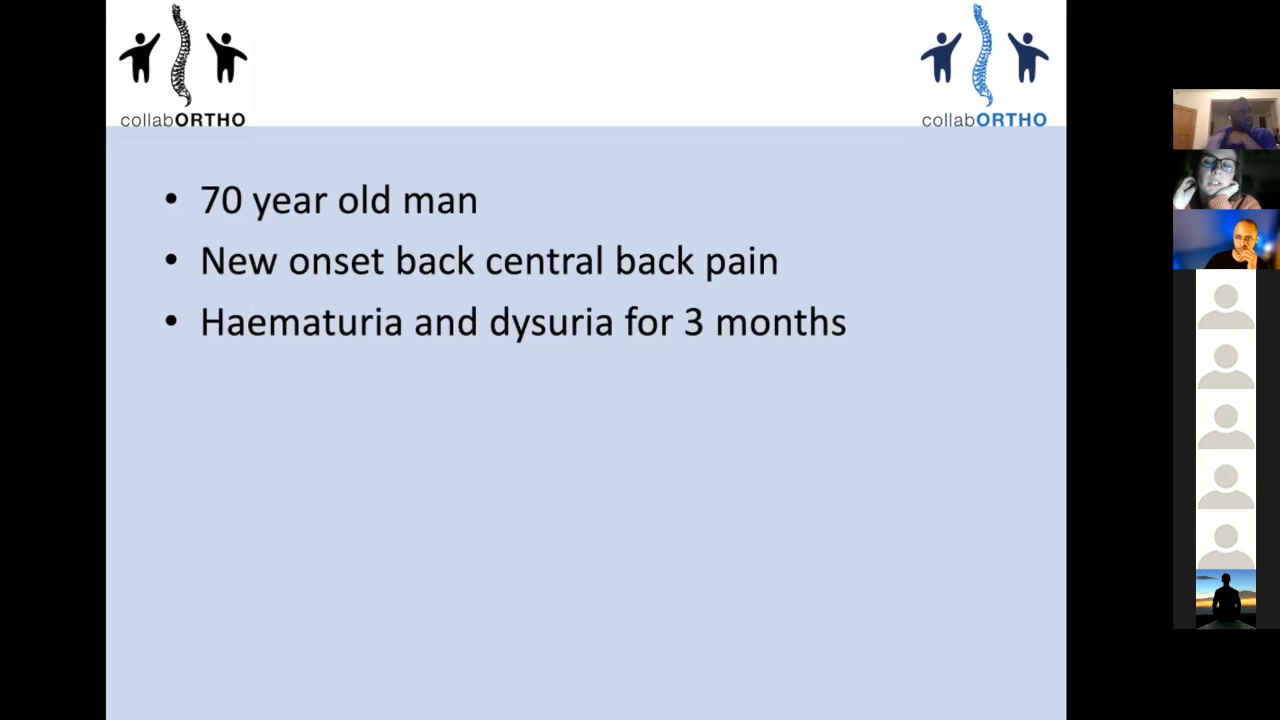 collabORTHO
collabORTHO
• 70 year old man
• New onset back central back pain
• Haematuria and dysuria for 3 months